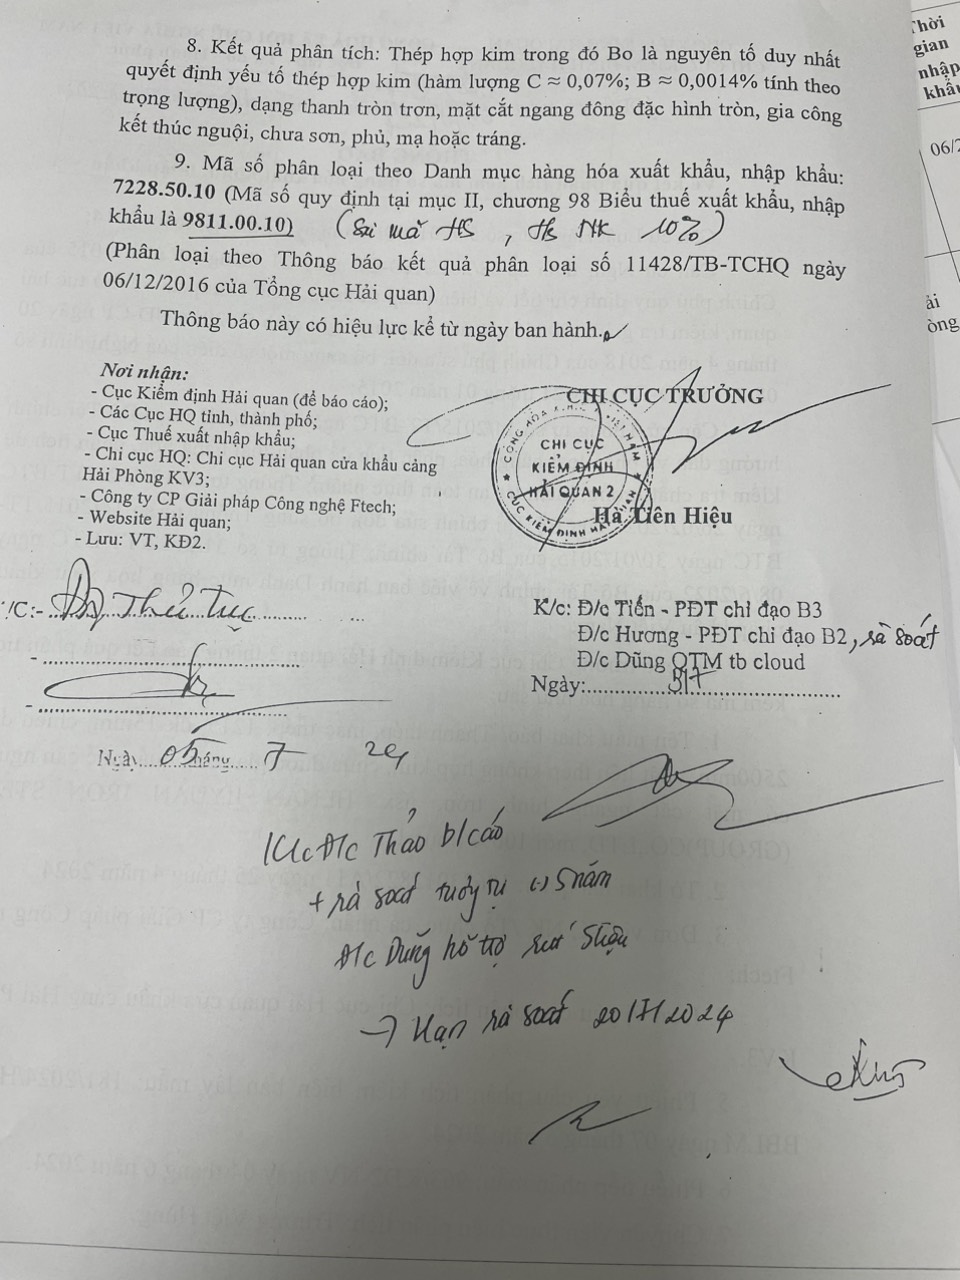 8. Kết quả phân tích: Thép hợp kim trong đó Bo là nguyên tố duy nhất
quyết định yếu tố thép hợp kim (hàm lượng C ≈ 0,07%; B ≈ 0,0014% tính theo
trọng lượng), dạng thanh tròn trơn, mặt cắt ngang đông đặc hình tròn, gia công
kết thúc nguội, chưa sơn, phủ, mạ hoặc tráng.
9. Mã số phân loại theo Danh mục hàng hóa xuất khẩu, nhập khẩu:
7228.50.10 (Mã số quy định tại mục II, chương 98 Biểu thuế xuất khẩu, nhập
khẩu là 9811.00.10) (Sai mã HS, NK 10%)
(Phân loại theo Thông báo kết quả phân loại số 11428/TB-TCHQ ngày
06/12/2016 của Tổng cục Hải quan)
Thông báo này có hiệu lực kể từ ngày ban hành.
Nơi nhận:
- Cục Kiểm định Hải quan (để báo cáo);
- Các Cục HQ tỉnh, thành phố;
- Cục Thuế xuất nhập khẩu;
- Chi cục HQ: Chi cục Hải quan cửa khẩu cảng
Hải Phòng KV3;
- Công ty CP Giải pháp Công nghệ Ftech;
- Website Hải quan;
- Lưu: VT, KĐ2.
CHI CỤC TRƯỞNG
CHI CỤC
KIỂM ĐỊNH
HẢI QUAN 2
CỤC KIỂM ĐỊNH HẢI QUAN
Hà Tiên Hiệu
/C:- Thủ Tục
K/c: Đ/c Tiến - PĐT chỉ đạo B3
Đ/c Hương - PĐT chỉ đạo B2, rà soát
Đ/c Dũng QTM tb cloud
Ngày: 5/7
Ngày 05 tháng 7 24
K/c Đ/c Thảo b/cáo
+ rà soát 5 năm
Đ/c Dũng hỗ trợ
→ Hạn rà soát 20/7/2024
Thời
gian
nhập
khẩu
06/
ải
òng